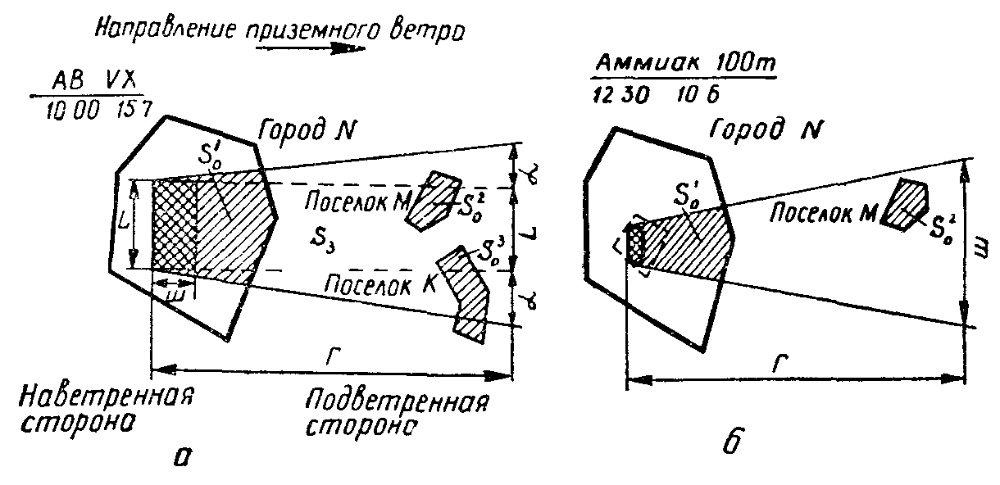 Направление приземного ветра
АВ VX
10 00 15 7
Город N
S₀¹
Поселок М
S₀²
S₃
S₀³
Поселок К
L
Ш
α
L
α
Г
Наветренная
сторона
Подветренная
сторона
а
Аммиак 100т
12 30 10 6
Город N
S₀¹
Поселок М
S₀²
L
Ш
Г
б